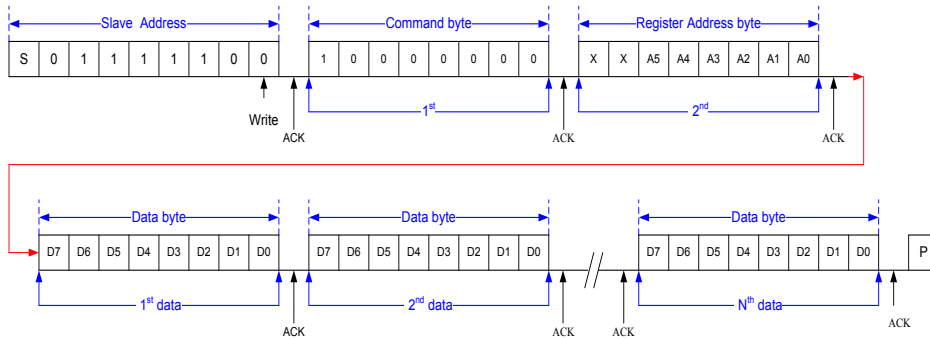 Slave Address Command byte Register Address byte
S 0 1 1 1 1 1 0 0 1 0 0 0 0 0 0 0 X X A5 A4 A3 A2 A1 A0
Write ACK 1st ACK 2nd ACK
Data byte Data byte Data byte
D7 D6 D5 D4 D3 D2 D1 D0 D7 D6 D5 D4 D3 D2 D1 D0 D7 D6 D5 D4 D3 D2 D1 D0 P
1st data ACK 2nd data ACK ACK Nth data ACK